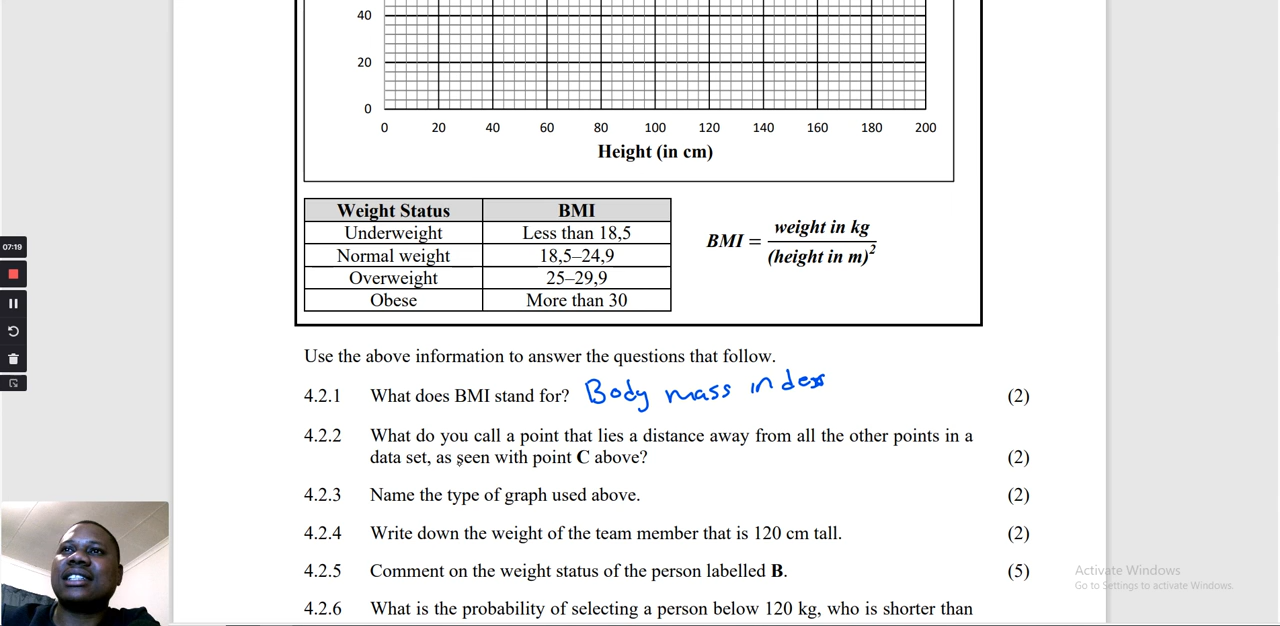 40
20
0
0 20 40 60 80 100 120 140 160 180 200
Height (in cm)
Weight Status BMI
Underweight Less than 18,5
Normal weight 18,5–24,9
Overweight 25–29,9
Obese More than 30
BMI = weight in kg
(height in m)²
07:19
Use the above information to answer the questions that follow.
4.2.1 What does BMI stand for? Body mass index (2)
4.2.2 What do you call a point that lies a distance away from all the other points in a
data set, as seen with point C above? (2)
4.2.3 Name the type of graph used above. (2)
4.2.4 Write down the weight of the team member that is 120 cm tall. (2)
4.2.5 Comment on the weight status of the person labelled B. (5)
4.2.6 What is the probability of selecting a person below 120 kg, who is shorter than
Activate Windows
Go to Settings to activate Windows.